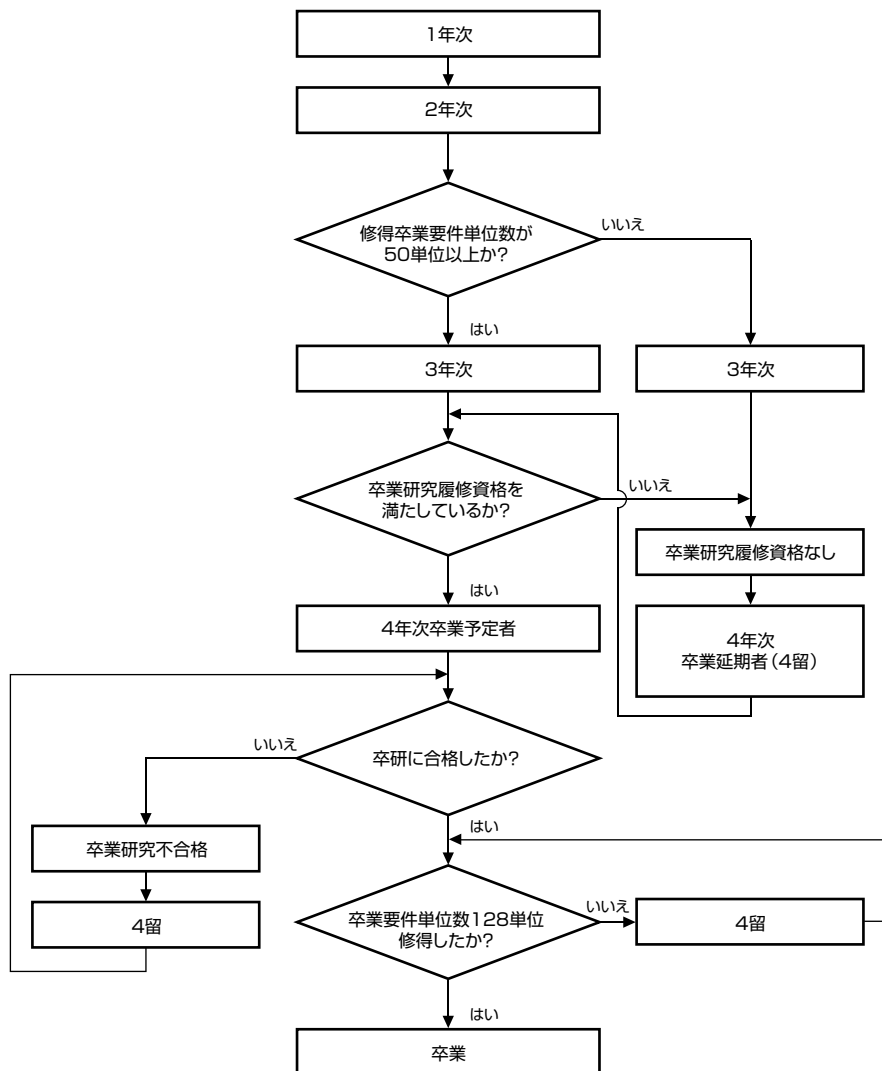 1年次
2年次
修得卒業要件単位数が
50単位以上か?
いいえ
はい
3年次
3年次
卒業研究履修資格を
満たしているか?
いいえ
卒業研究履修資格なし
はい
4年次卒業予定者
4年次
卒業延期者(4留)
卒研に合格したか?
いいえ
はい
卒業研究不合格
4留
卒業要件単位数128単位
修得したか?
いいえ
4留
はい
卒業